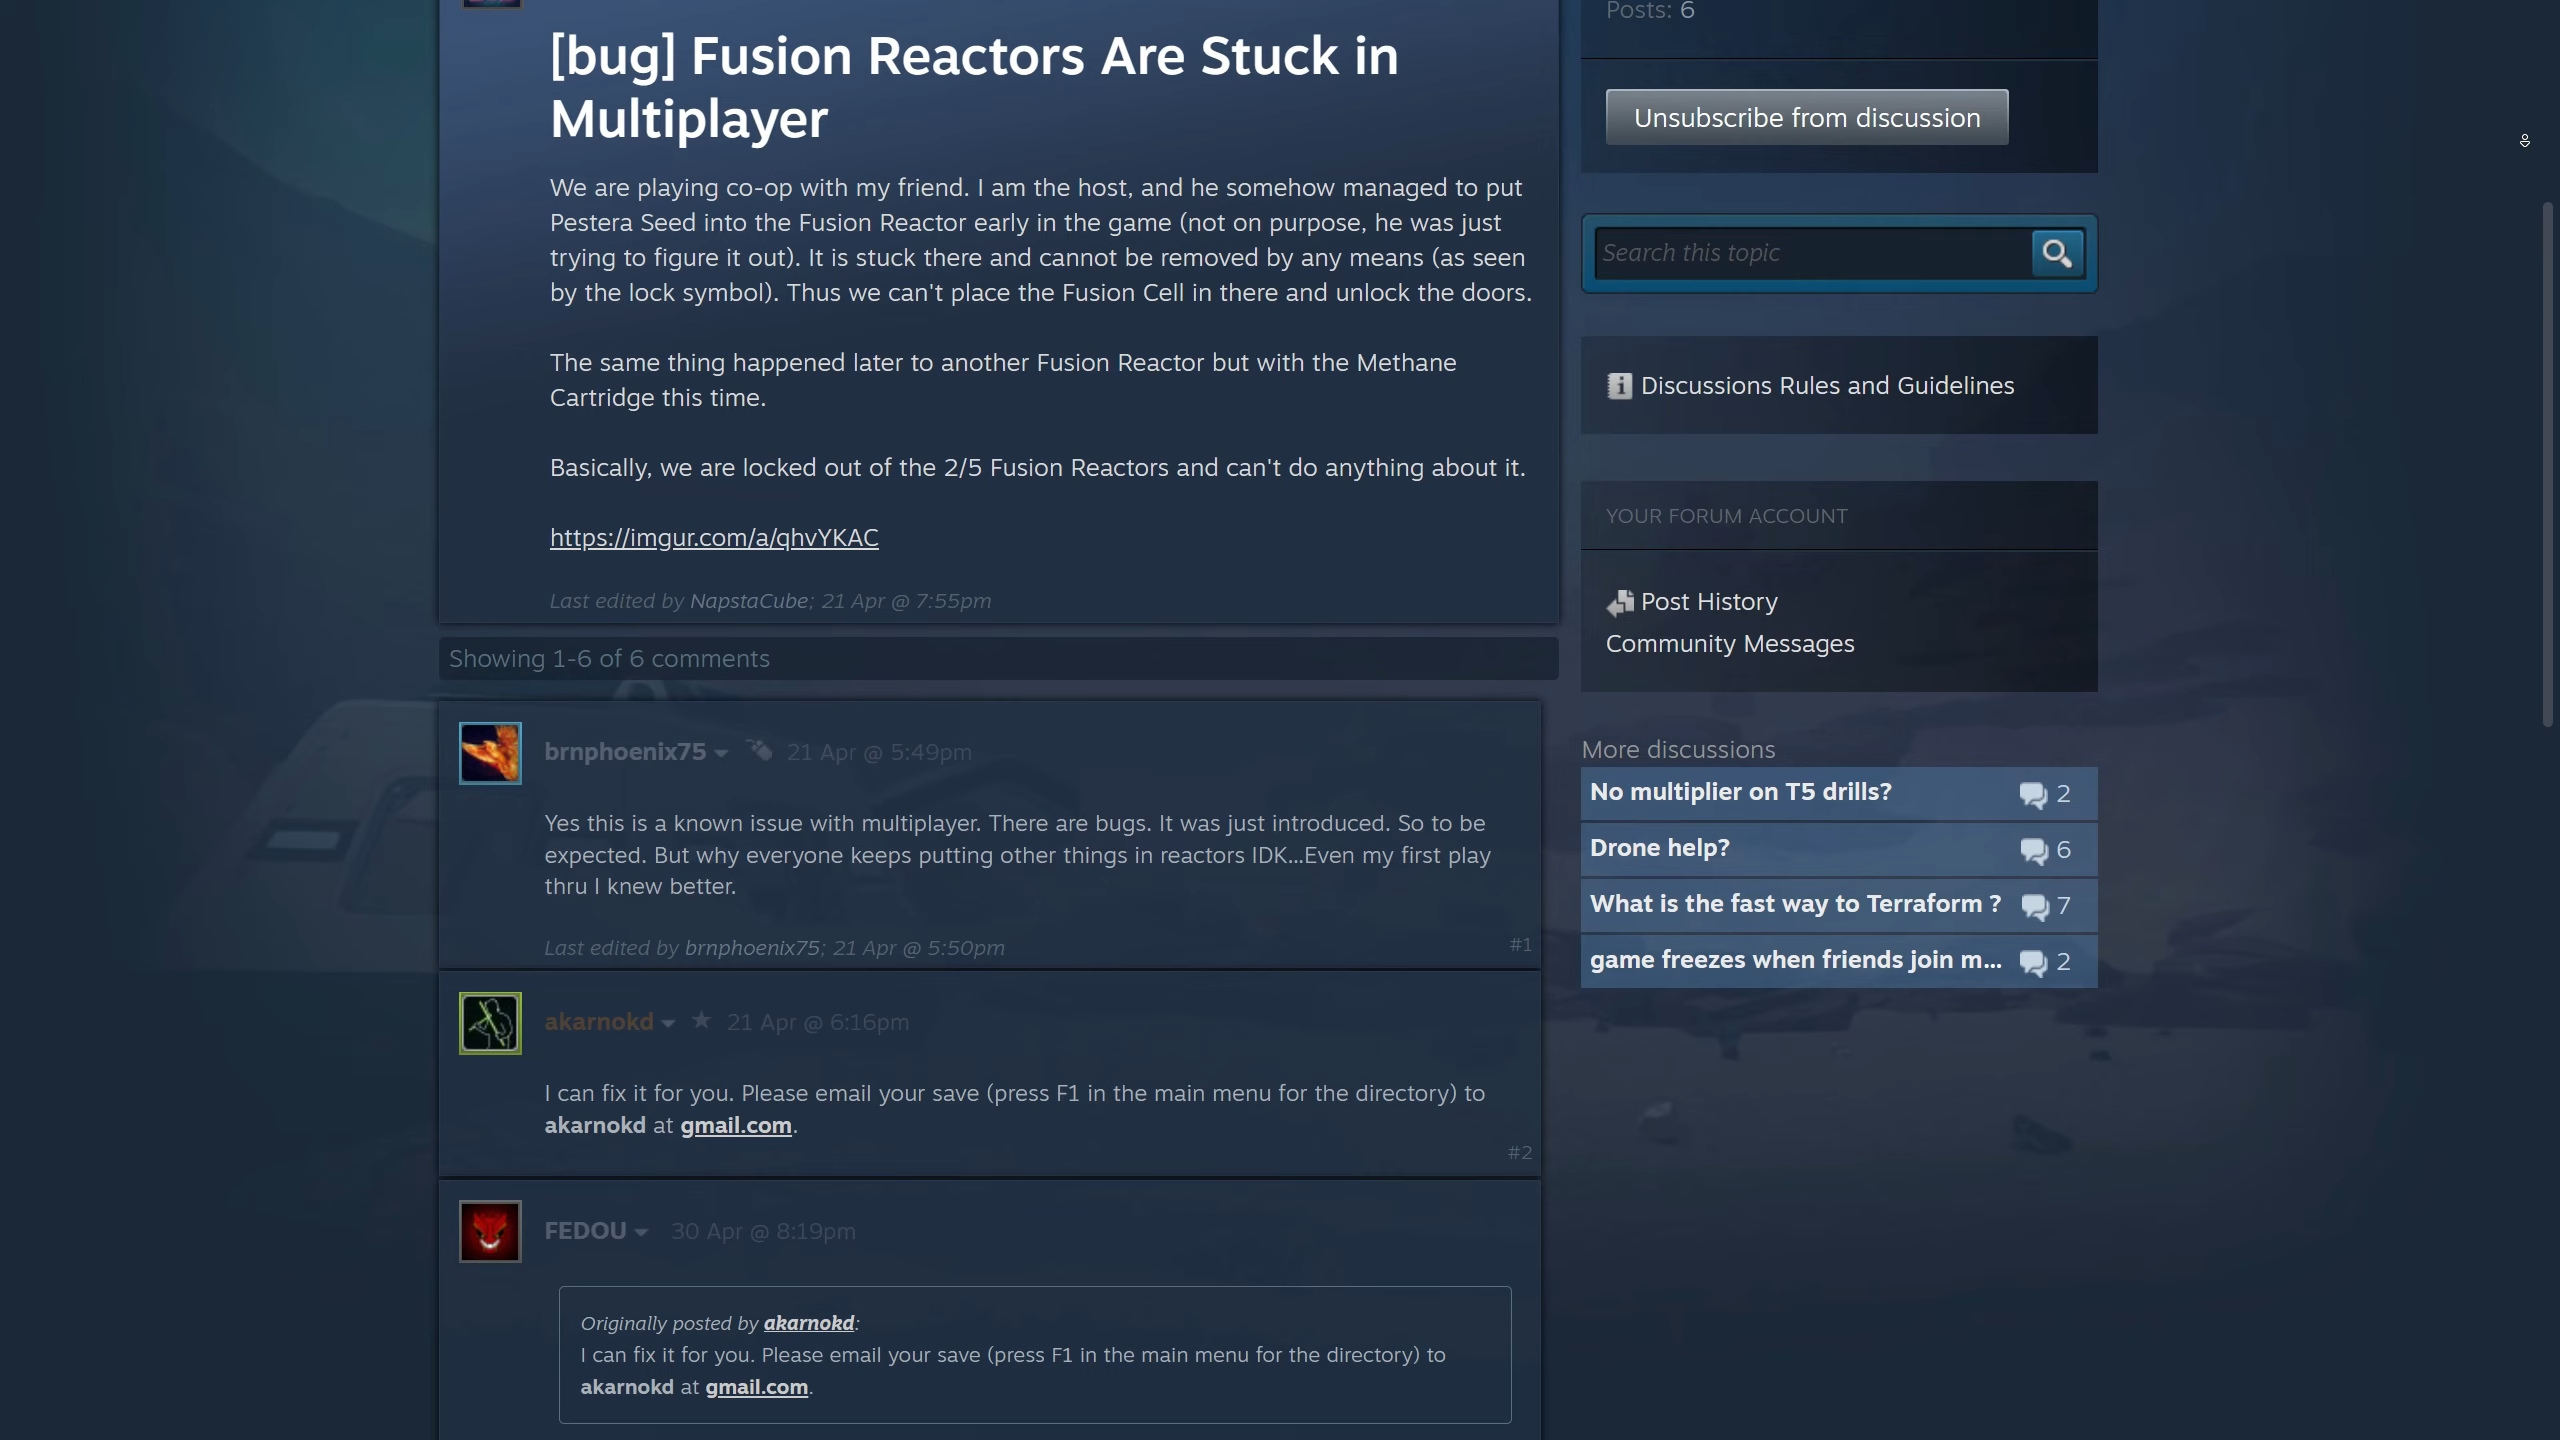 [bug] Fusion Reactors Are Stuck in
Multiplayer
We are playing co-op with my friend. I am the host, and he somehow managed to put
Pestera Seed into the Fusion Reactor early in the game (not on purpose, he was just
trying to figure it out). It is stuck there and cannot be removed by any means (as seen
by the lock symbol). Thus we can't place the Fusion Cell in there and unlock the doors.
The same thing happened later to another Fusion Reactor but with the Methane
Cartridge this time.
Basically, we are locked out of the 2/5 Fusion Reactors and can't do anything about it.
https://imgur.com/a/qhvYKAC
Last edited by NapstaCube; 21 Apr @ 7:55pm
Showing 1-6 of 6 comments
brnphoenix75 21 Apr @ 5:49pm
Yes this is a known issue with multiplayer. There are bugs. It was just introduced. So to be
expected. But why everyone keeps putting other things in reactors IDK...Even my first play
thru I knew better.
Last edited by brnphoenix75; 21 Apr @ 5:50pm
#1
akarnokd 21 Apr @ 6:16pm
I can fix it for you. Please email your save (press F1 in the main menu for the directory) to
akarnokd at gmail.com.
#2
FEDOU 30 Apr @ 8:19pm
Originally posted by akarnokd:
I can fix it for you. Please email your save (press F1 in the main menu for the directory) to
akarnokd at gmail.com.
Posts: 6
Unsubscribe from discussion
Search this topic
Discussions Rules and Guidelines
YOUR FORUM ACCOUNT
Post History
Community Messages
More discussions
No multiplier on T5 drills? 2
Drone help? 6
What is the fast way to Terraform ? 7
game freezes when friends join m... 2